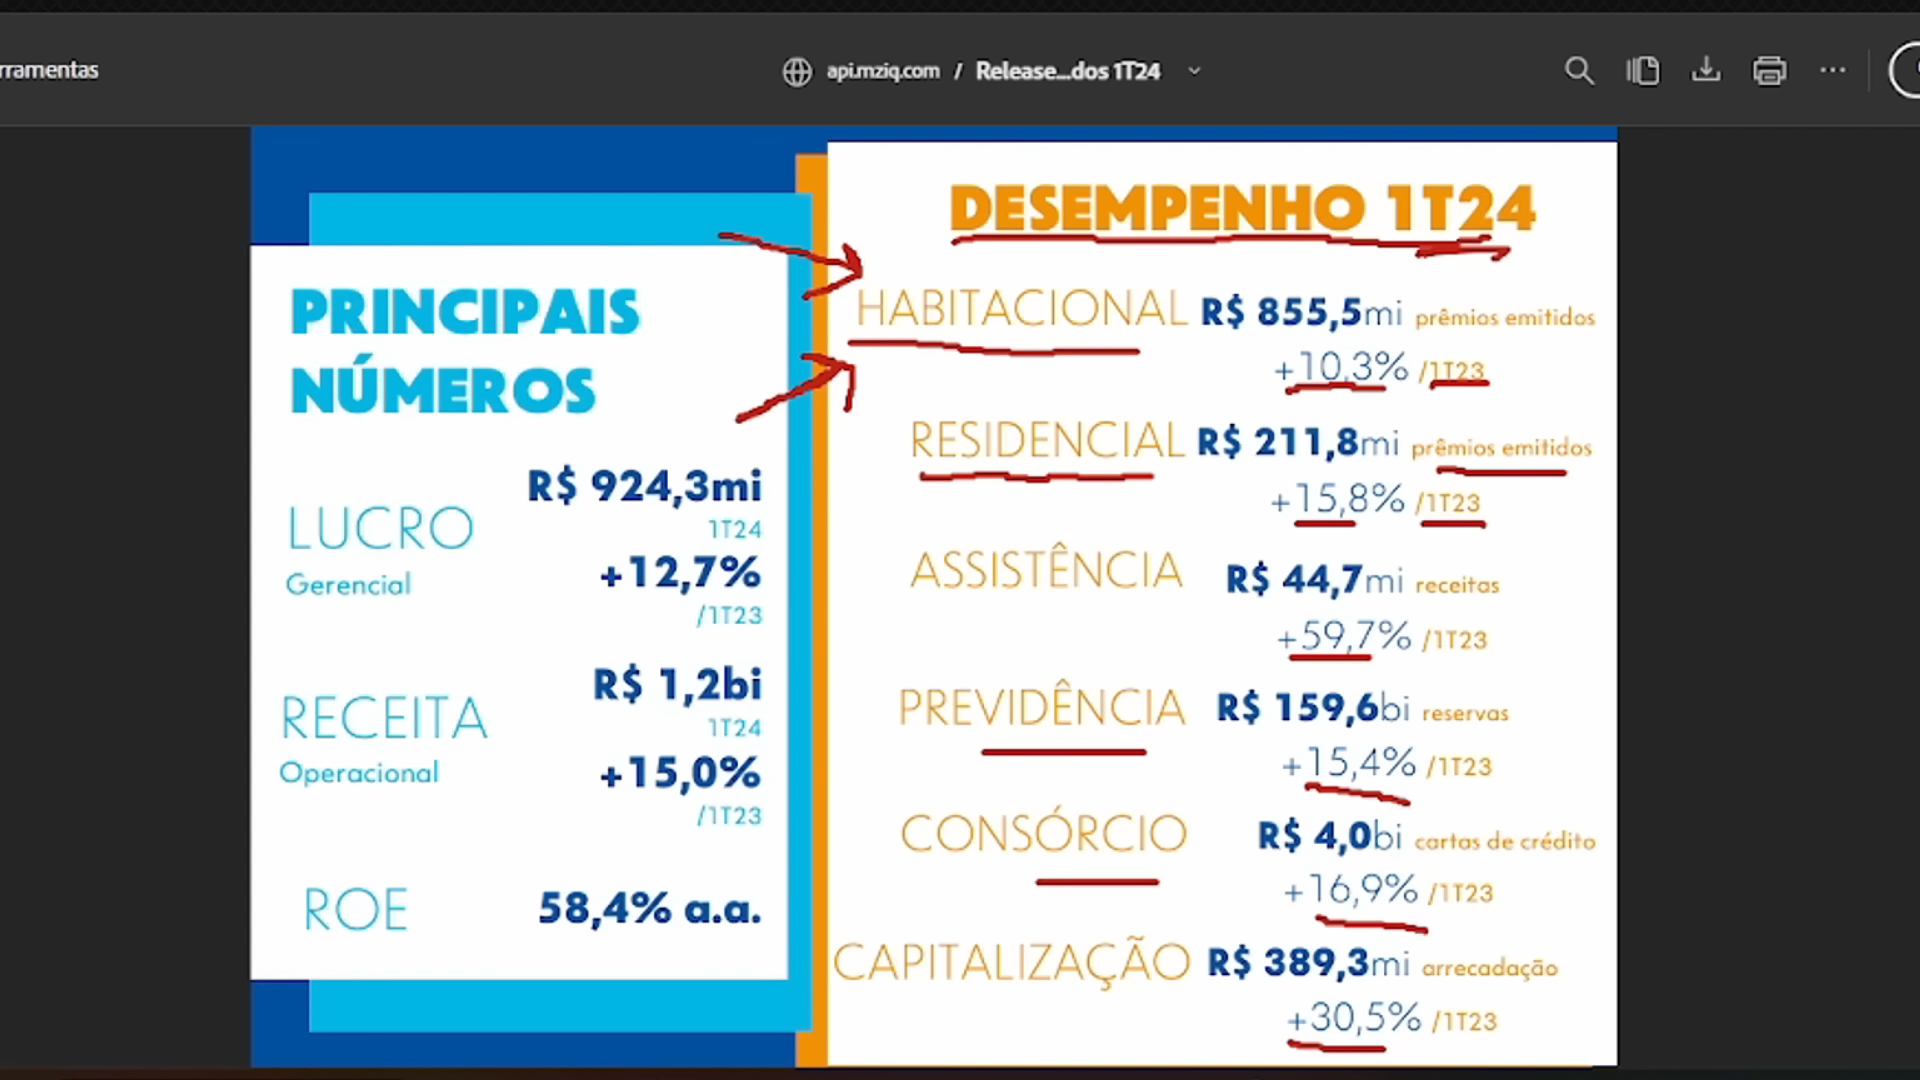 rramentas
api.mziq.com / Release...dos 1T24
PRINCIPAIS
NÚMEROS
LUCRO
Gerencial
R$ 924,3mi
1T24
+12,7%
/1T23
RECEITA
Operacional
R$ 1,2bi
1T24
+15,0%
/1T23
ROE
58,4% a.a.
DESEMPENHO 1T24
HABITACIONAL R$ 855,5mi prêmios emitidos
+10,3% /1T23
RESIDENCIAL R$ 211,8mi prêmios emitidos
+15,8% /1T23
ASSISTÊNCIA R$ 44,7mi receitas
+59,7% /1T23
PREVIDÊNCIA R$ 159,6bi reservas
+15,4% /1T23
CONSÓRCIO R$ 4,0bi cartas de crédito
+16,9% /1T23
CAPITALIZAÇÃO R$ 389,3mi arrecadação
+30,5% /1T23